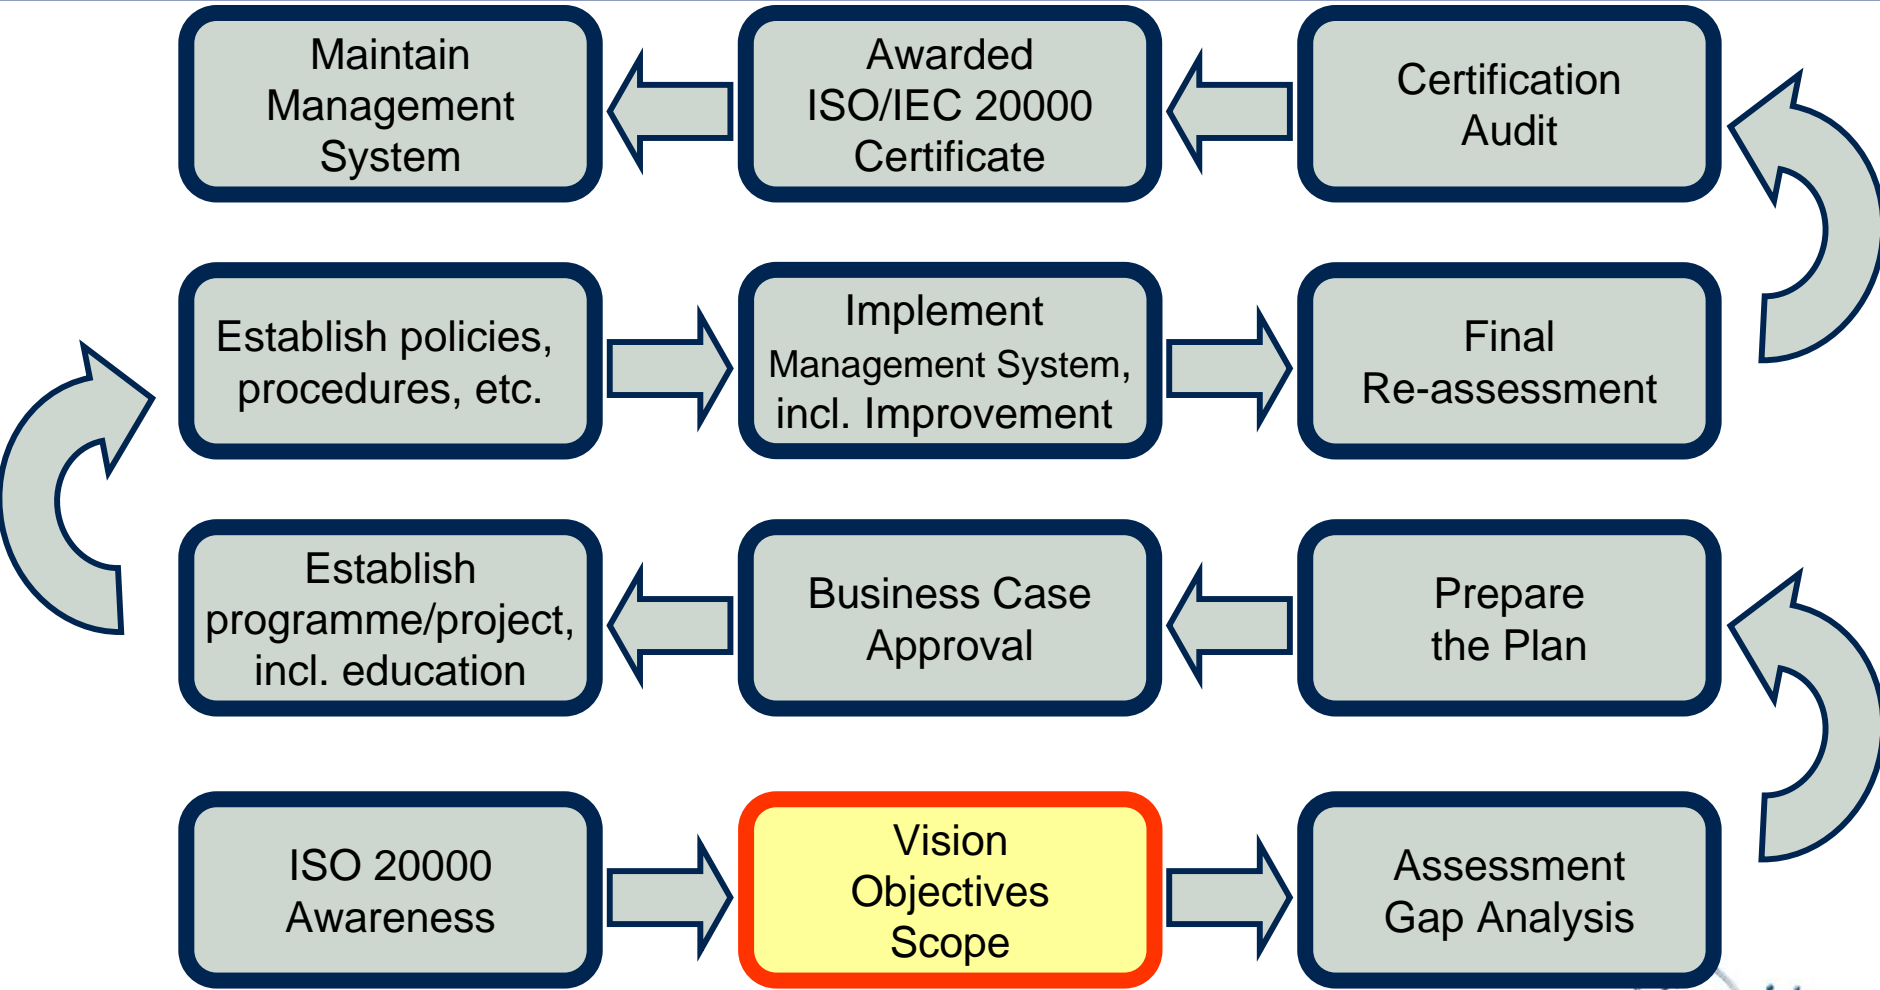 Maintain
Management
System
Awarded
ISO/IEC 20000
Certificate
Certification
Audit
Establish policies,
procedures, etc.
Implement
Management System,
incl. Improvement
Final
Re-assessment
Establish
programme/project,
incl. education
Business Case
Approval
Prepare
the Plan
ISO 20000
Awareness
Vision
Objectives
Scope
Assessment
Gap Analysis